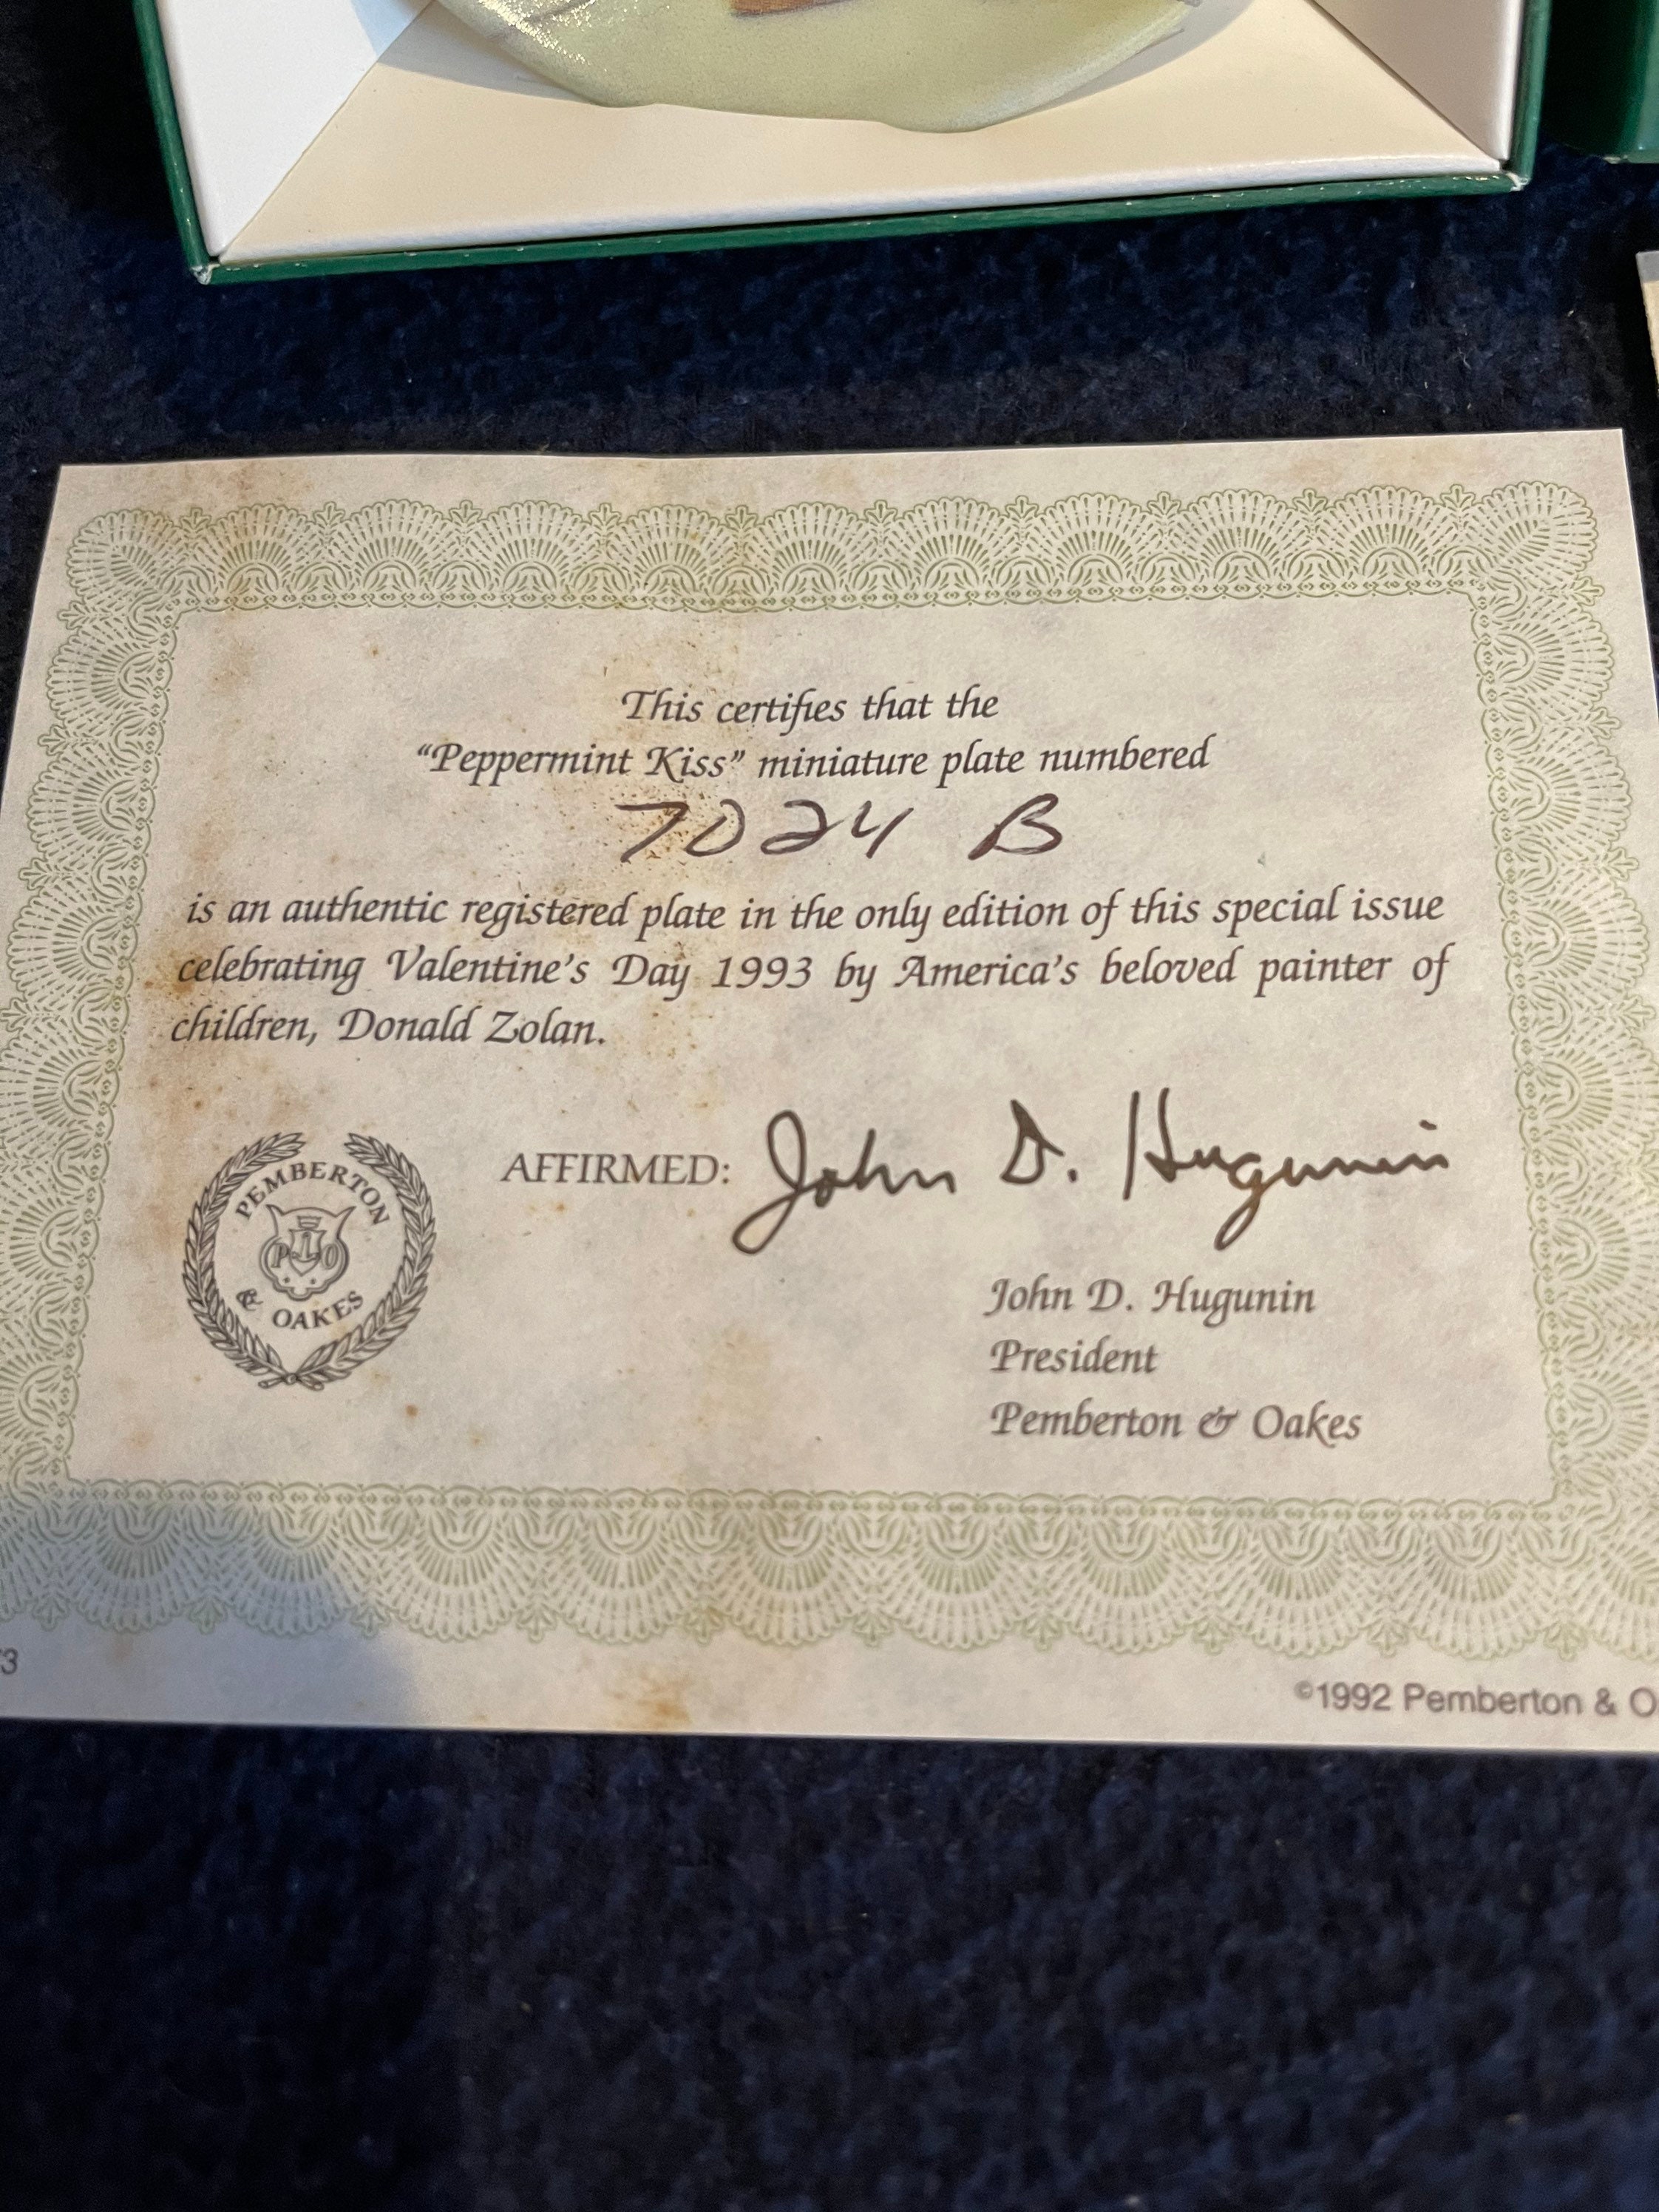 This certifies that the
“Peppermint Kiss” miniature plate numbered
7024 B
is an authentic registered plate in the only edition of this special issue
celebrating Valentine's Day 1993 by America's beloved painter of
children, Donald Zolan.
PEMBERTON
P&O
& OAKES
AFFIRMED: John D. Hugunin
John D. Hugunin
President
Pemberton & Oakes
©1992 Pemberton & O